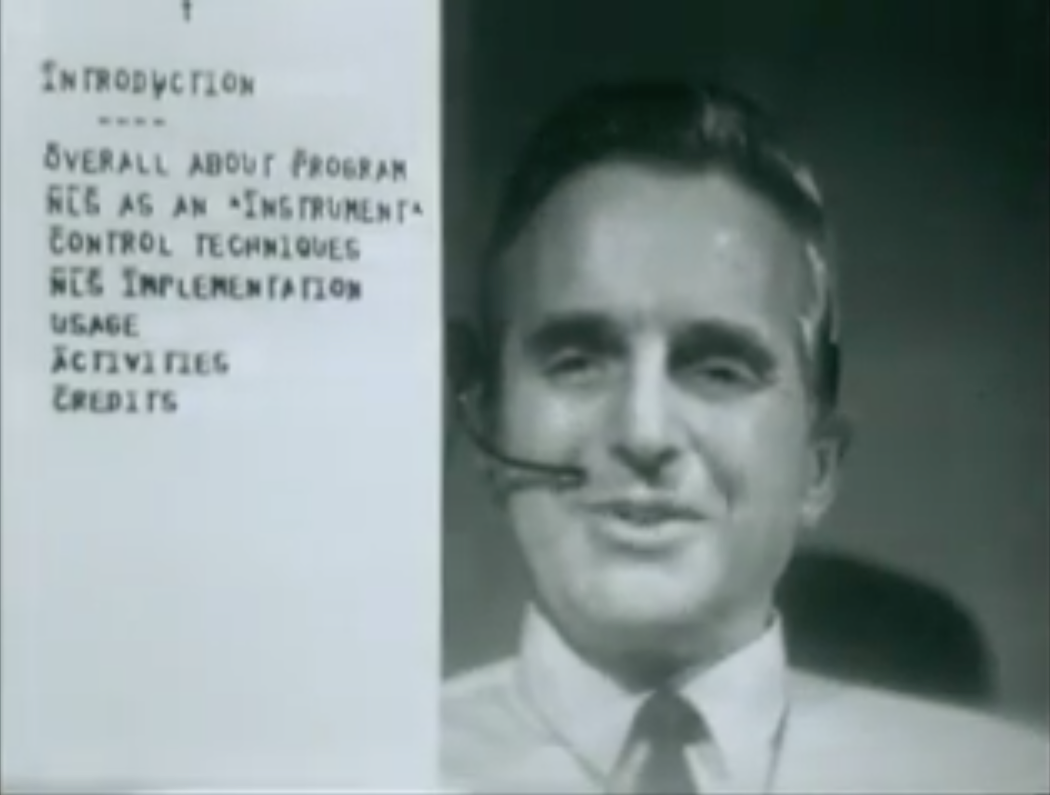 INTRODUCTION
----
OVERALL ABOUT PROGRAM
NLS AS AN "INSTRUMENT"
CONTROL TECHNIQUES
NLS IMPLEMENTATION
USAGE
ACTIVITIES
CREDITS